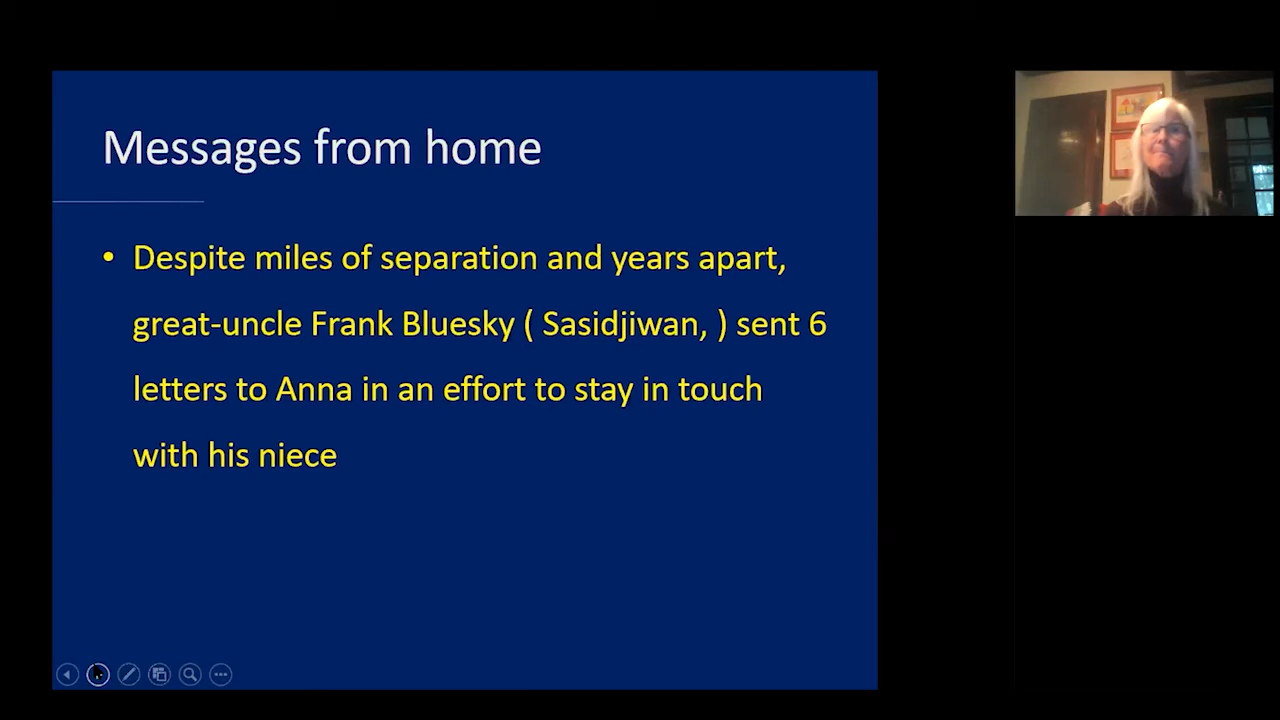 Messages from home
• Despite miles of separation and years apart,
great-uncle Frank Bluesky ( Sasidjiwan, ) sent 6
letters to Anna in an effort to stay in touch
with his niece